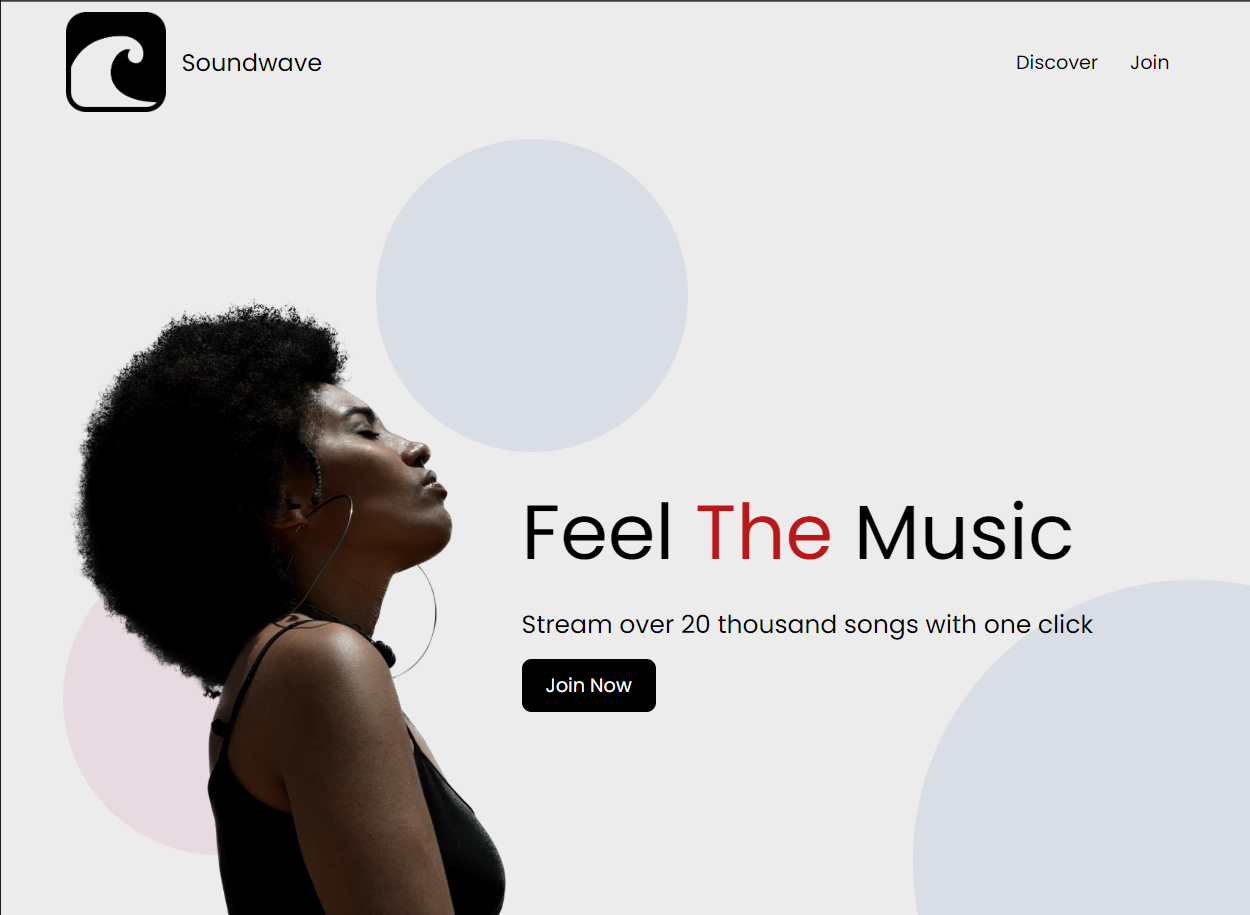 Soundwave
Discover Join
Feel The Music
Stream over 20 thousand songs with one click
Join Now